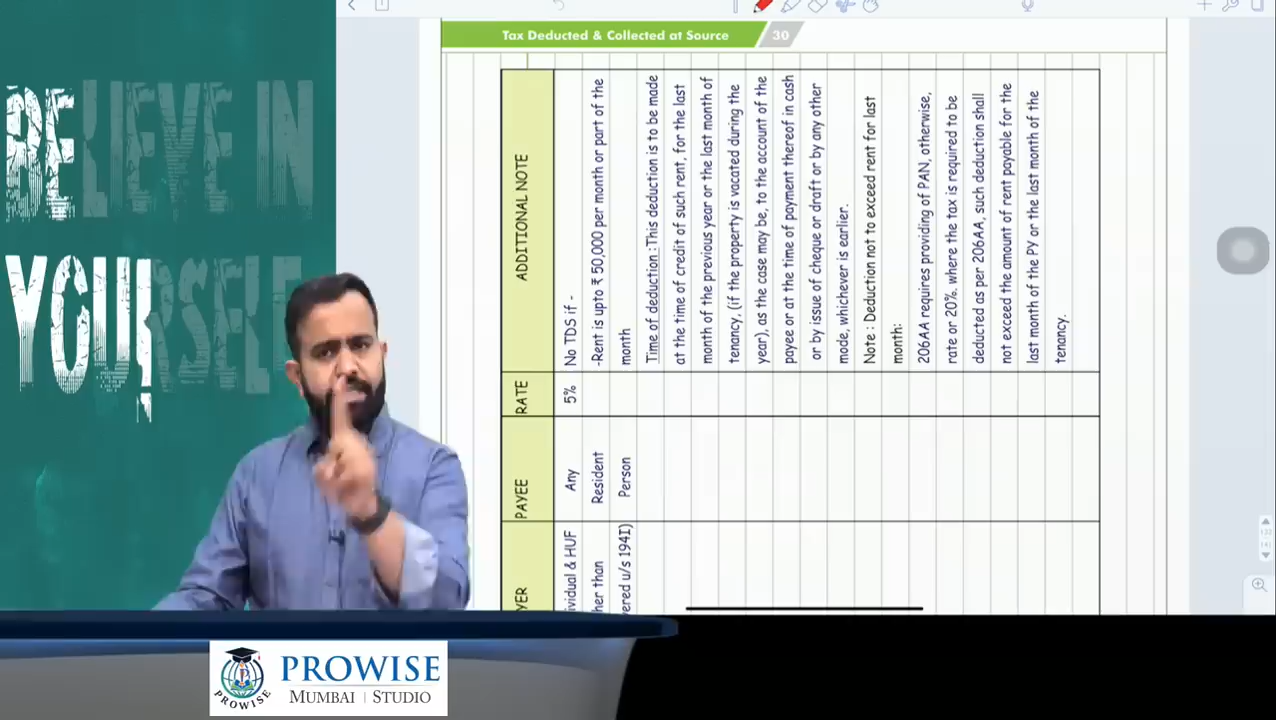 BELIEVE IN
YOURSELF
Tax Deducted & Collected at Source 30
PAYEE
RATE
ADDITIONAL NOTE
ividual & HUF
her than
vered u/s 194I)
Any
Resident
Person
5%
No TDS if -
-Rent is upto ₹ 50,000 per month or part of the
month
Time of deduction : This deduction is to be made
at the time of credit of such rent, for the last
month of the previous year or the last month of
tenancy, (if the property is vacated during the
year), as the case may be, to the account of the
payee or at the time of payment thereof in cash
or by issue of cheque or draft or by any other
mode, whichever is earlier.
Note : Deduction not to exceed rent for last
month:
206AA requires providing of PAN, otherwise,
rate or 20%, where the tax is required to be
deducted as per 206AA, such deduction shall
not exceed the amount of rent payable for the
last month of the PY or the last month of the
tenancy.
PROWISE
PROWISE
MUMBAI | STUDIO